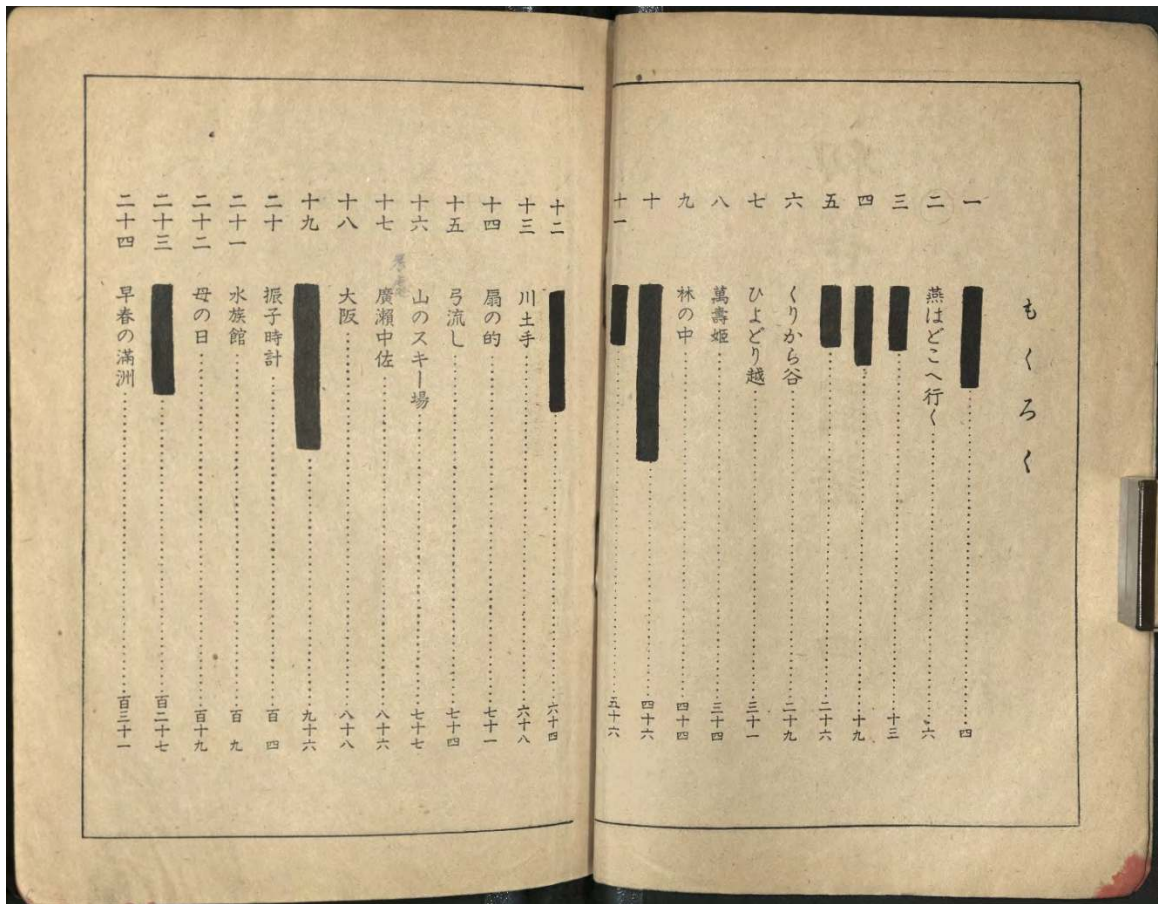 もくろく
一 四
二 燕はどこへ行く 六
三 十三
四 十九
五 二十六
六 くりから谷 二十九
七 ひよどり越 三十一
八 萬壽姫 三十四
九 林の中 四十四
十 四十六
十一 五十六
十二 六十四
十三 川土手 六十八
十四 扇の的 七十一
十五 弓流し 七十四
十六 山のスキー場 七十七
十七 廣瀬中佐 八十六
十八 大阪 八十八
十九 九十六
二十 振子時計 百四
二十一 水族館 百九
二十二 母の日 百十九
二十三 百二十七
二十四 早春の滿洲 百三十一